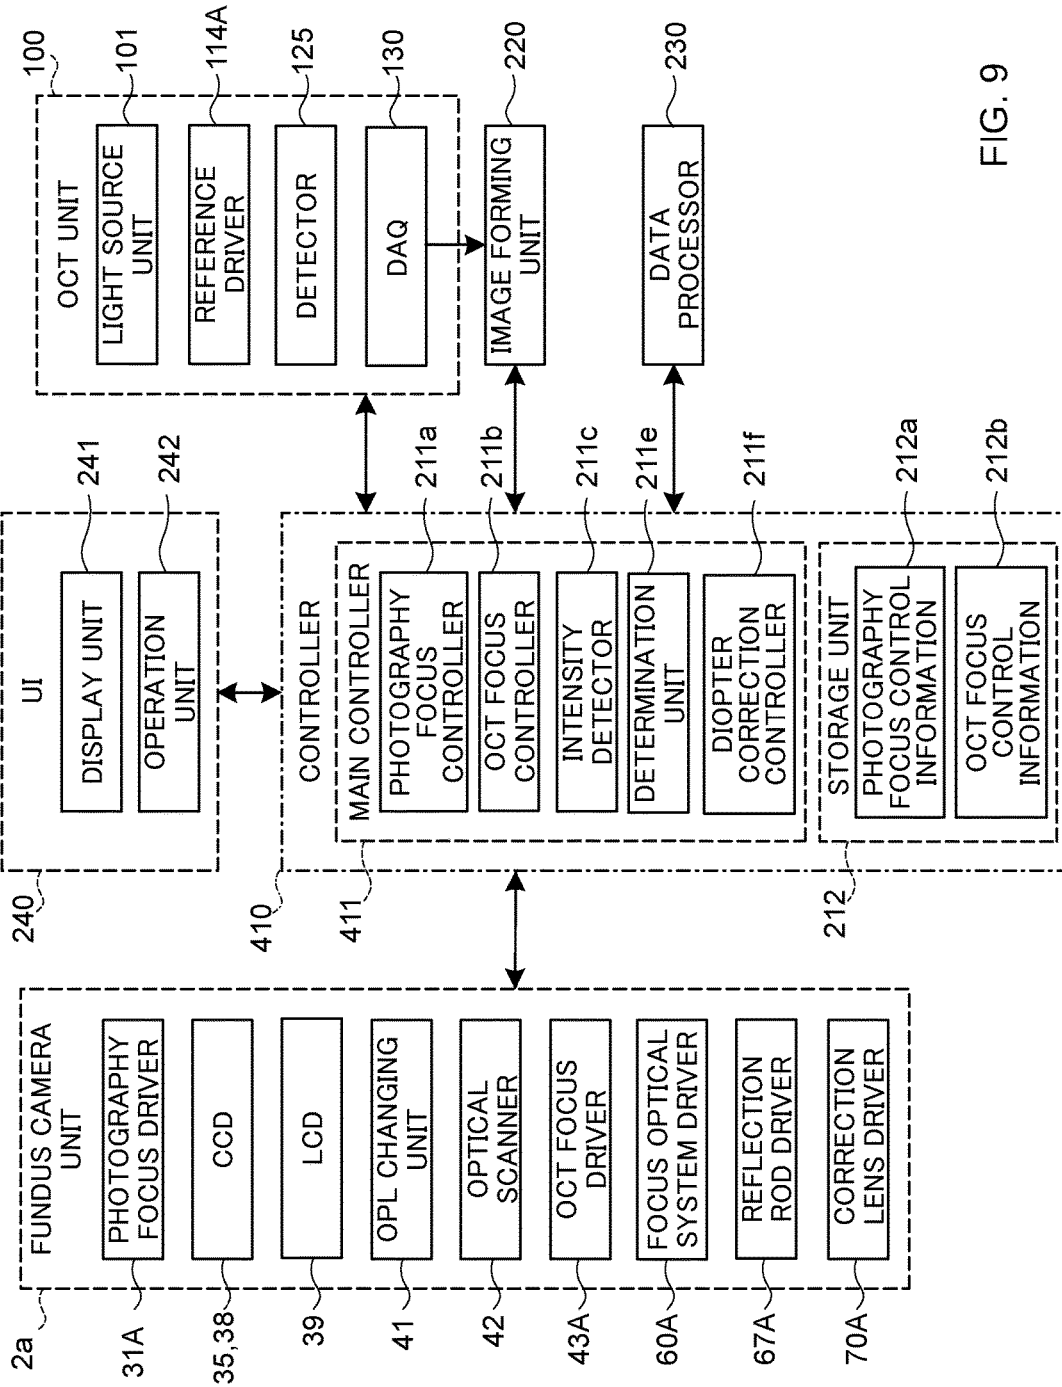 2a
FUNDUS CAMERA
UNIT
31A
PHOTOGRAPHY
FOCUS DRIVER
35,38
CCD
39
LCD
41
OPL CHANGING
UNIT
42
OPTICAL
SCANNER
43A
OCT FOCUS
DRIVER
60A
FOCUS OPTICAL
SYSTEM DRIVER
67A
REFLECTION
ROD DRIVER
70A
CORRECTION
LENS DRIVER
240
UI
DISPLAY UNIT
241
OPERATION
UNIT
242
410
CONTROLLER
411
MAIN CONTROLLER
PHOTOGRAPHY
FOCUS
CONTROLLER
211a
OCT FOCUS
CONTROLLER
211b
INTENSITY
DETECTOR
211c
DETERMINATION
UNIT
211e
DIOPTER
CORRECTION
CONTROLLER
211f
212
STORAGE UNIT
PHOTOGRAPHY
FOCUS CONTROL
INFORMATION
212a
OCT FOCUS
CONTROL
INFORMATION
212b
100
OCT UNIT
LIGHT SOURCE
UNIT
101
REFERENCE
DRIVER
114A
DETECTOR
125
DAQ
130
IMAGE FORMING
UNIT
220
DATA
PROCESSOR
230
FIG. 9